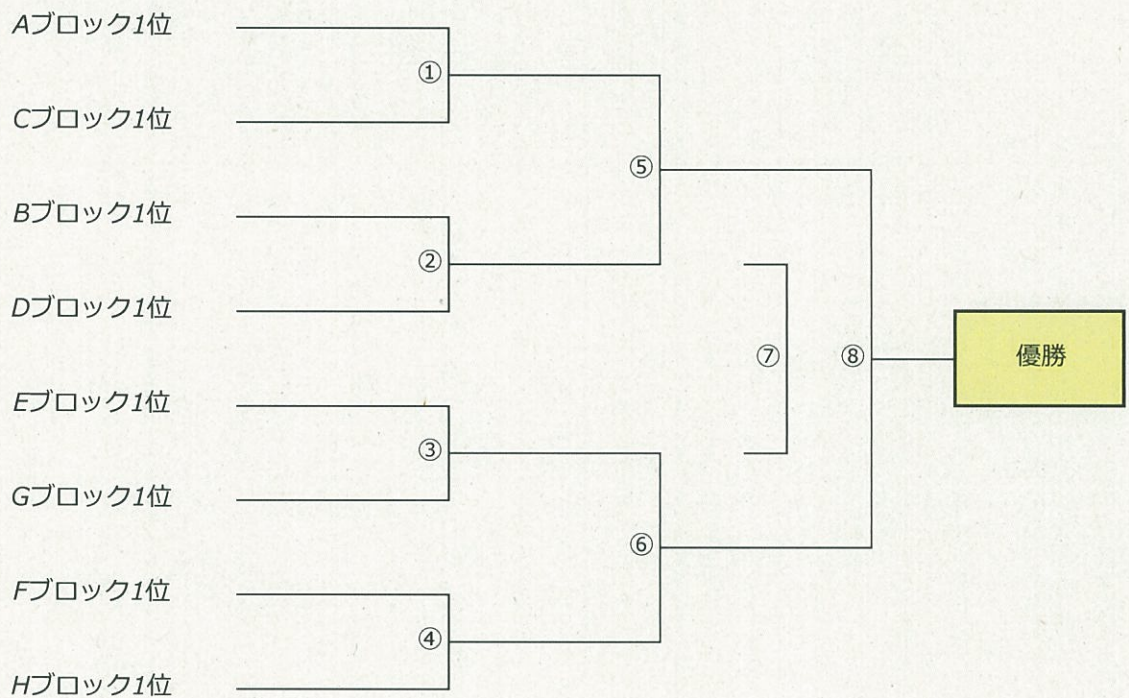 Aブロック1位
①
Cブロック1位
⑤
Bブロック1位
②
Dブロック1位
⑦
⑧
優勝
Eブロック1位
③
Gブロック1位
⑥
Fブロック1位
④
Hブロック1位